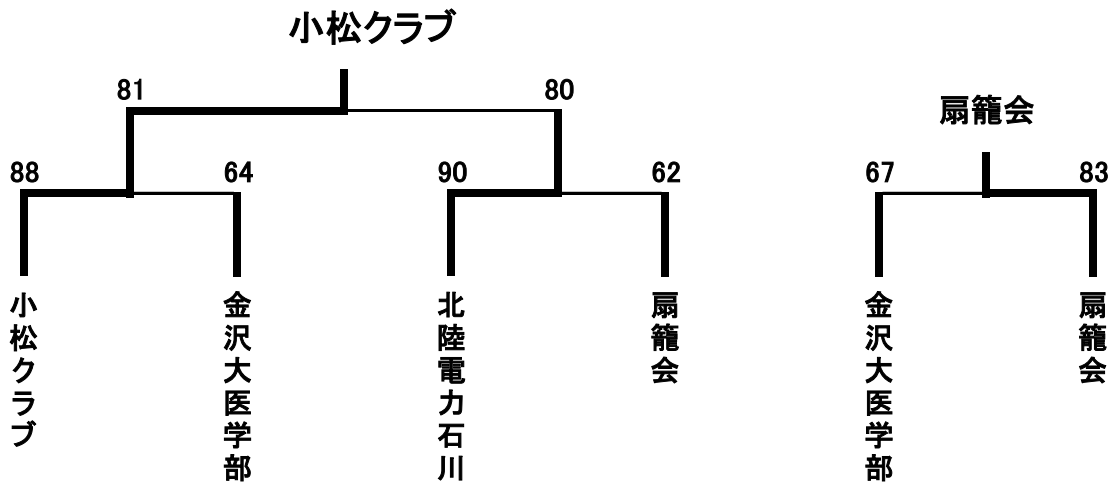 小松クラブ
81
80
扇籠会
88
64
90
62
67
83
小松クラブ
金沢大医学部
北陸電力石川
扇籠会
金沢大医学部
扇籠会